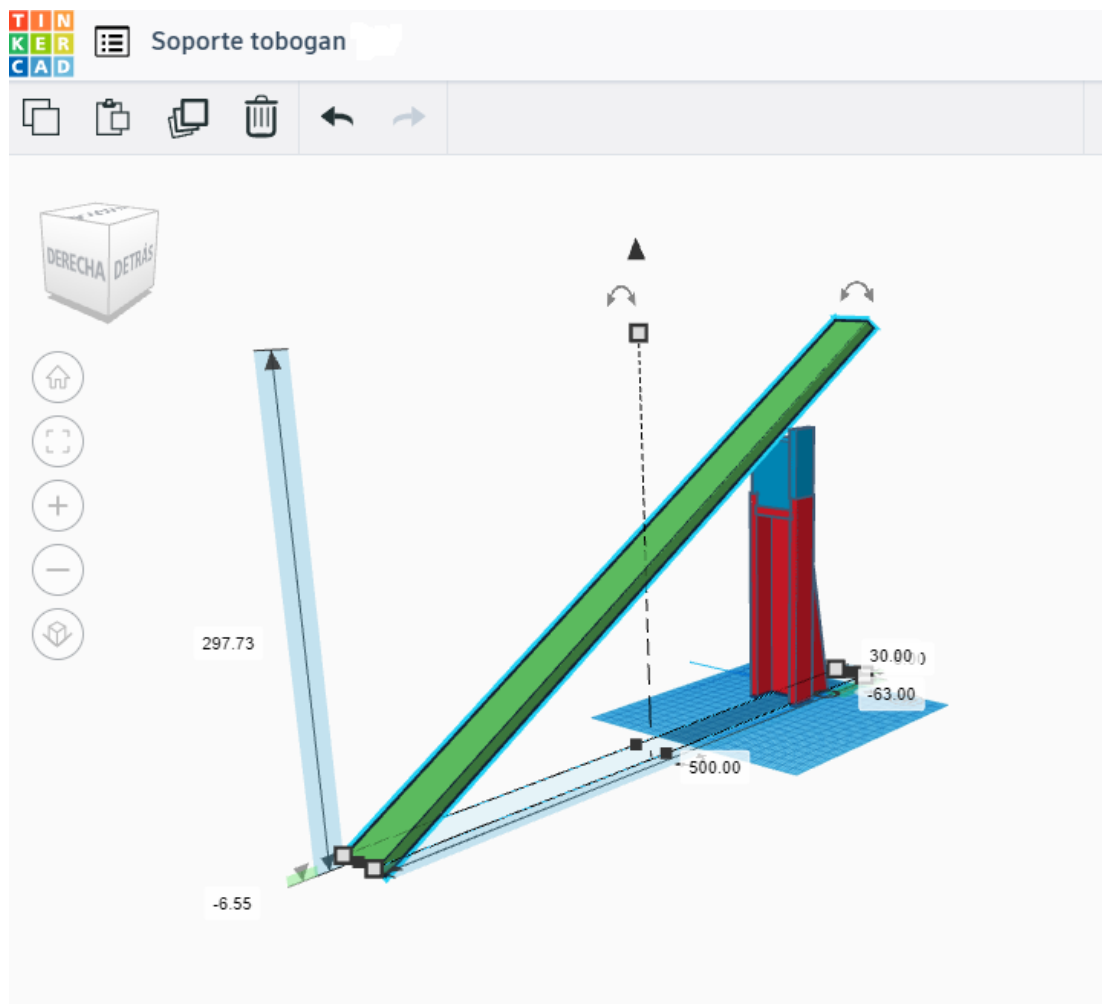 TIN
KER
CAD
Soporte tobogan
DERECHA
DETRÁS
297.73
30.00
-63.00
500.00
-6.55